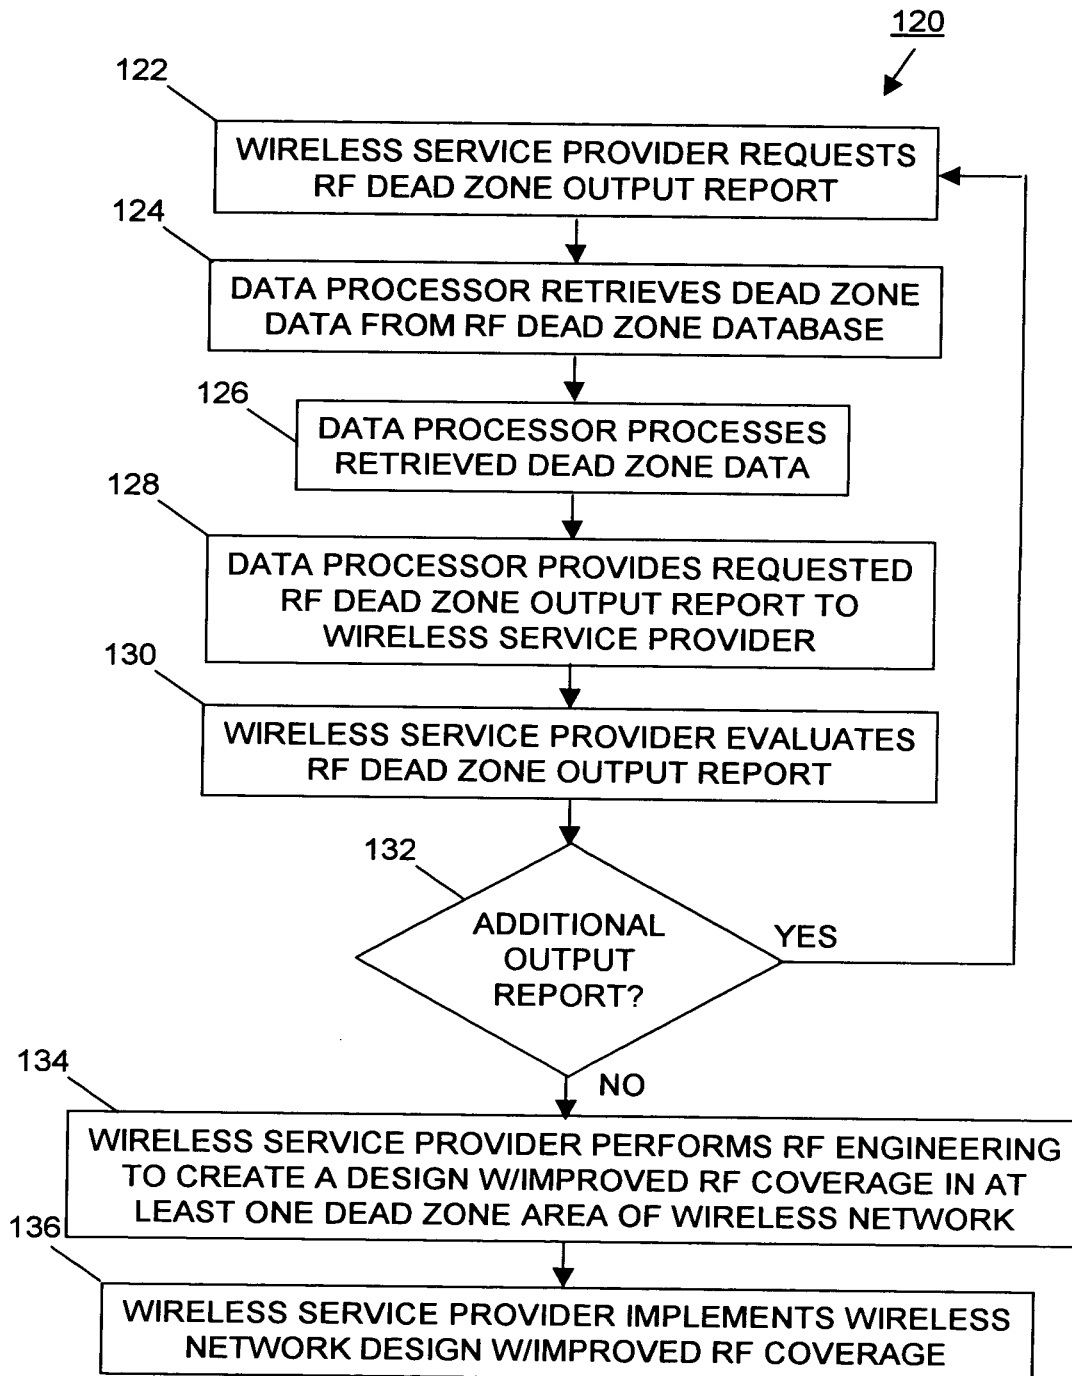 120
122
WIRELESS SERVICE PROVIDER REQUESTS
RF DEAD ZONE OUTPUT REPORT
124
DATA PROCESSOR RETRIEVES DEAD ZONE
DATA FROM RF DEAD ZONE DATABASE
126
DATA PROCESSOR PROCESSES
RETRIEVED DEAD ZONE DATA
128
DATA PROCESSOR PROVIDES REQUESTED
RF DEAD ZONE OUTPUT REPORT TO
WIRELESS SERVICE PROVIDER
130
WIRELESS SERVICE PROVIDER EVALUATES
RF DEAD ZONE OUTPUT REPORT
132
ADDITIONAL
OUTPUT
REPORT?
YES
NO
134
WIRELESS SERVICE PROVIDER PERFORMS RF ENGINEERING
TO CREATE A DESIGN W/IMPROVED RF COVERAGE IN AT
LEAST ONE DEAD ZONE AREA OF WIRELESS NETWORK
136
WIRELESS SERVICE PROVIDER IMPLEMENTS WIRELESS
NETWORK DESIGN W/IMPROVED RF COVERAGE